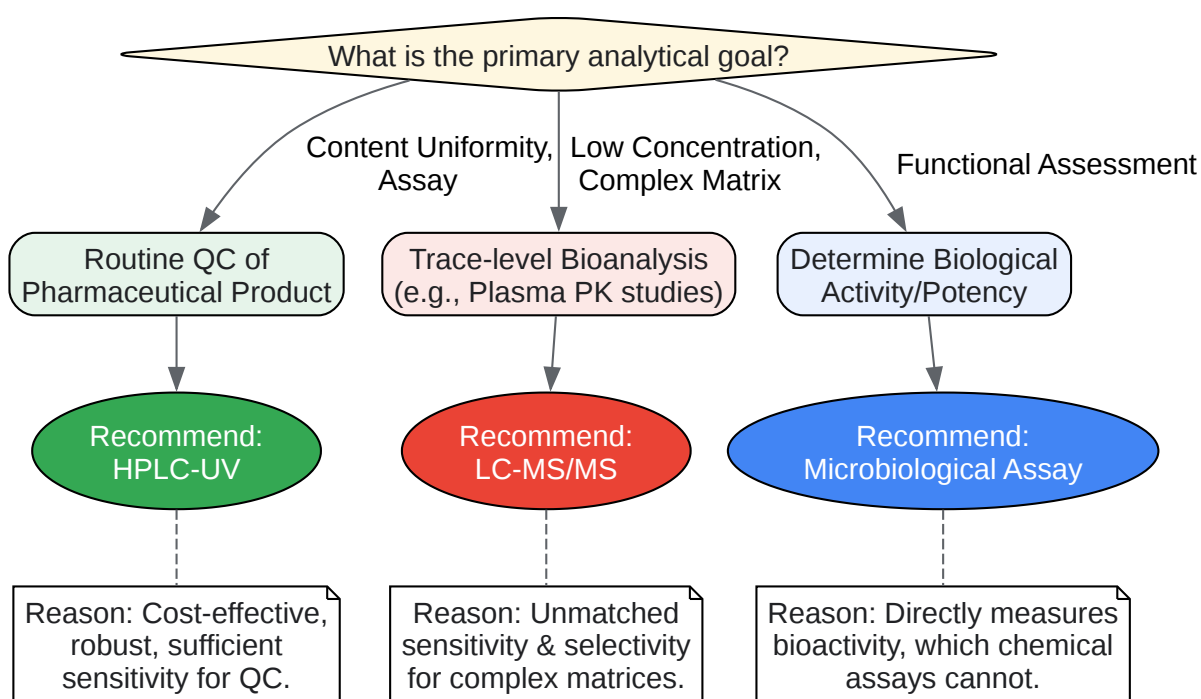 What is the primary analytical goal?
Content Uniformity,
Assay
Low Concentration,
Complex Matrix
Functional Assessment
Routine QC of
Pharmaceutical Product
Trace-level Bioanalysis
(e.g., Plasma PK studies)
Determine Biological
Activity/Potency
Recommend:
HPLC-UV
Recommend:
LC-MS/MS
Recommend:
Microbiological Assay
Reason: Cost-effective,
robust, sufficient
sensitivity for QC.
Reason: Unmatched
sensitivity & selectivity
for complex matrices.
Reason: Directly measures
bioactivity, which chemical
assays cannot.